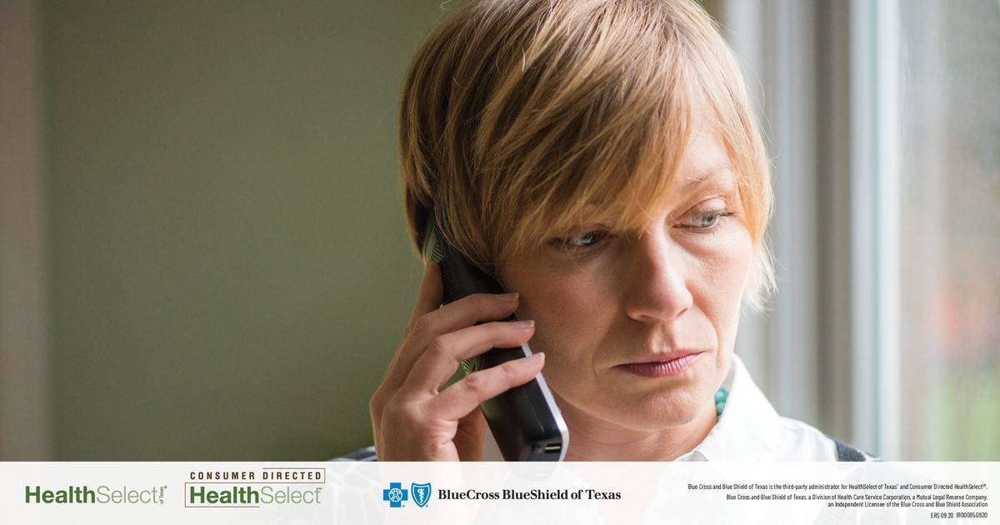 HealthSelect of Texas®
CONSUMER DIRECTED
HealthSelect
BlueCross BlueShield of Texas
Blue Cross and Blue Shield of Texas is the third-party administrator for HealthSelect of Texas® and Consumer Directed HealthSelect℠.
Blue Cross and Blue Shield of Texas, a Division of Health Care Service Corporation, a Mutual Legal Reserve Company,
an Independent Licensee of the Blue Cross and Blue Shield Association
ERS 09 20 9100085.0620